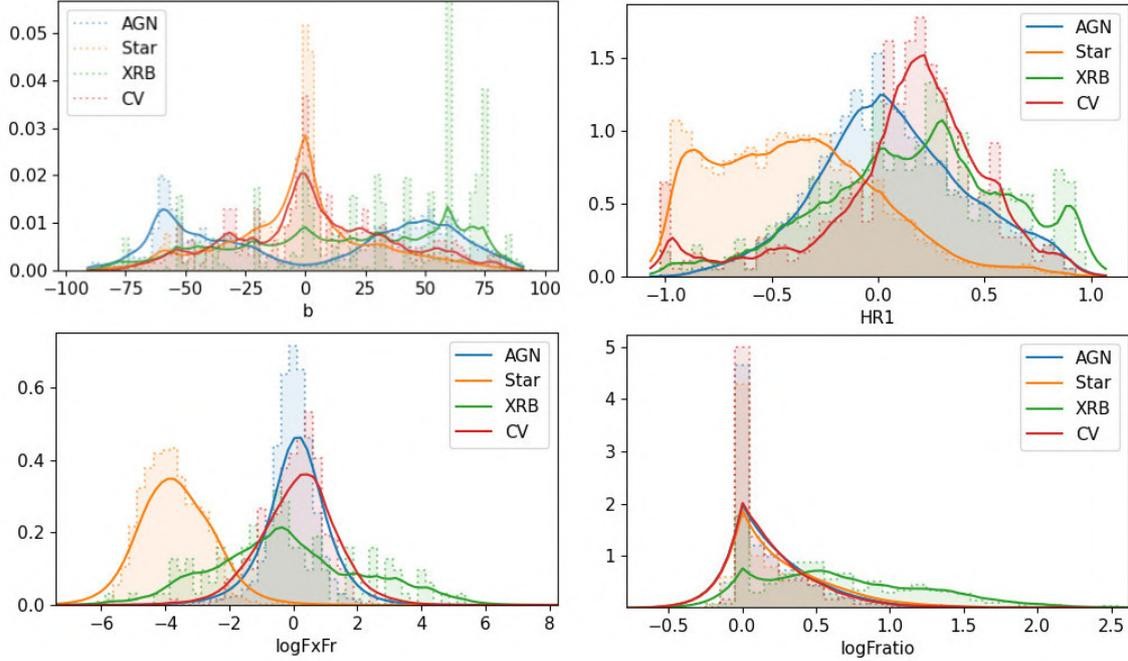 0.05
0.04
0.03
0.02
0.01
0.00
−100 −75 −50 −25 0 25 50 75 100
b
AGN
Star
XRB
CV
1.5
1.0
0.5
0.0
−1.0 −0.5 0.0 0.5 1.0
HR1
AGN
Star
XRB
CV
0.6
0.4
0.2
0.0
−6 −4 −2 0 2 4 6 8
logFxFr
AGN
Star
XRB
CV
5
4
3
2
1
−0.5 0.0 0.5 1.0 1.5 2.0 2.5
logFratio
AGN
Star
XRB
CV